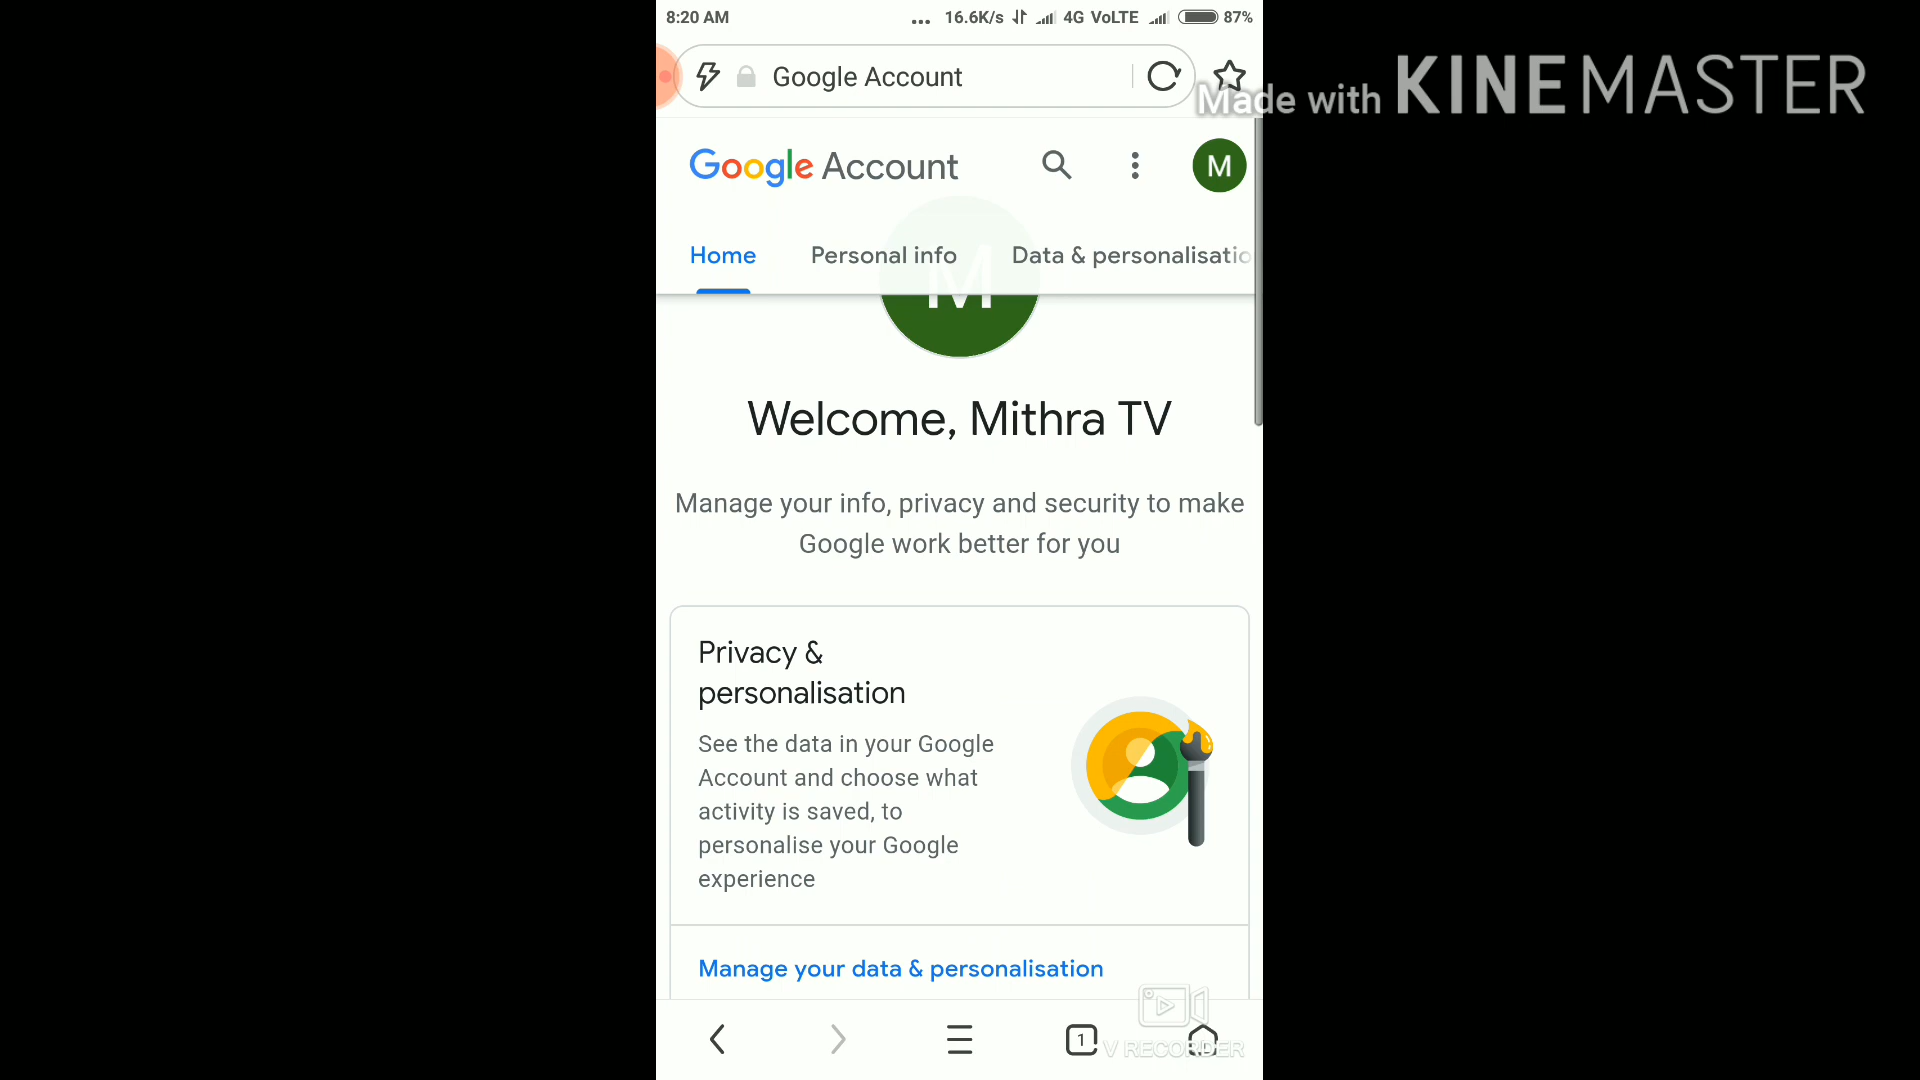 8:20 AM ... 16.6K/s 4G VoLTE 87%
Google Account
Made with KINEMASTER
Google Account M
Home Personal info Data & personalisatio
M
Welcome, Mithra TV
Manage your info, privacy and security to make
Google work better for you
Privacy &
personalisation
See the data in your Google
Account and choose what
activity is saved, to
personalise your Google
experience
Manage your data & personalisation
1
V RECORDER